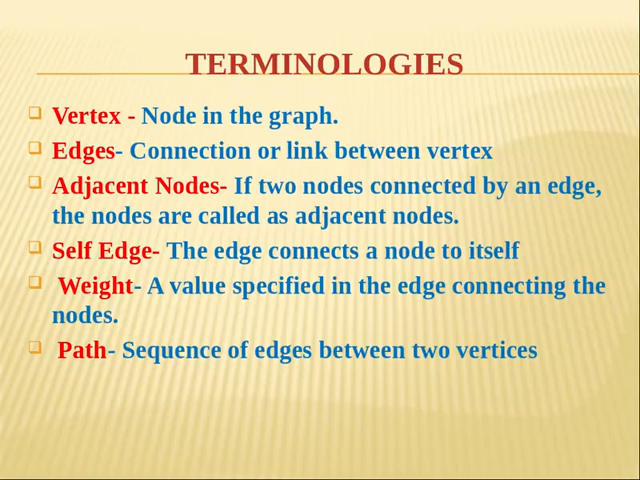 TERMINOLOGIES
Vertex - Node in the graph.
Edges- Connection or link between vertex
Adjacent Nodes- If two nodes connected by an edge,
the nodes are called as adjacent nodes.
Self Edge- The edge connects a node to itself
Weight- A value specified in the edge connecting the
nodes.
Path- Sequence of edges between two vertices